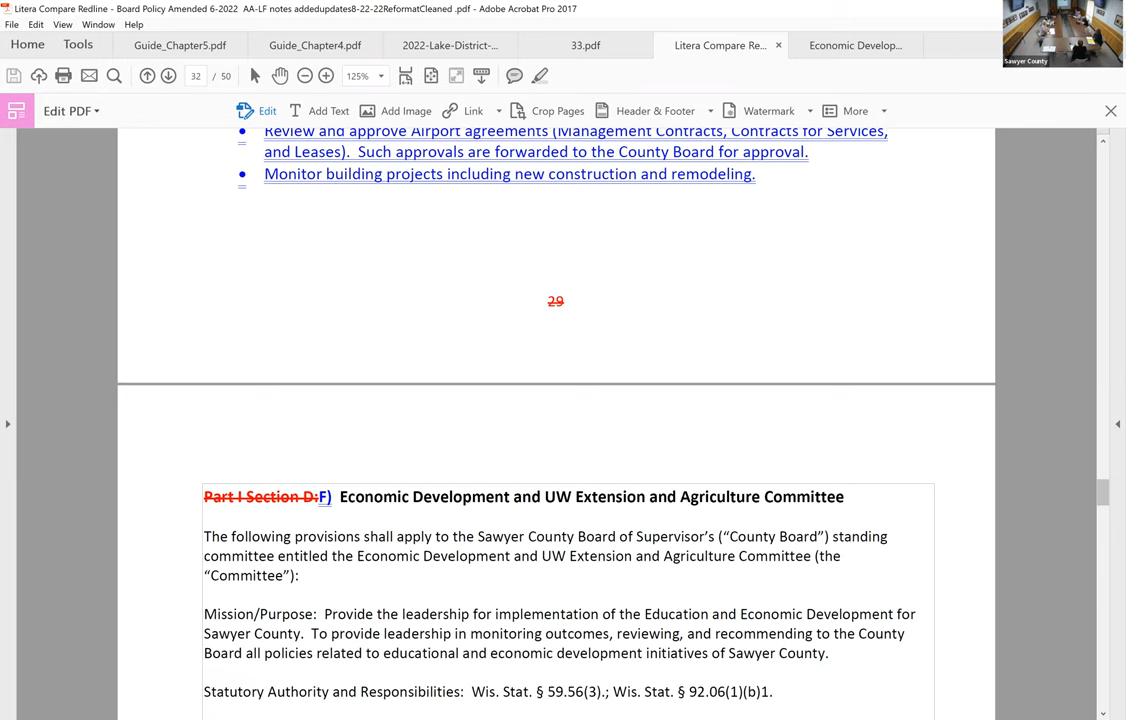 Litera Compare Redline - Board Policy Amended 6-2022 AA-LF notes addedupdates8-22-22ReformatCleaned .pdf - Adobe Acrobat Pro 2017
File Edit View Window Help
Home Tools Guide_Chapter5.pdf Guide_Chapter4.pdf 2022-Lake-District-... 33.pdf Litera Compare Re... × Economic Develop...
Sawyer County
32 / 50 125%
Edit PDF Edit Add Text Add Image Link Crop Pages Header & Footer Watermark More
• Review and approve Airport agreements (Management Contracts, Contracts for Services,
and Leases). Such approvals are forwarded to the County Board for approval.
• Monitor building projects including new construction and remodeling.
29
Part I Section D:F) Economic Development and UW Extension and Agriculture Committee
The following provisions shall apply to the Sawyer County Board of Supervisor’s (“County Board”) standing
committee entitled the Economic Development and UW Extension and Agriculture Committee (the
“Committee”):
Mission/Purpose: Provide the leadership for implementation of the Education and Economic Development for
Sawyer County. To provide leadership in monitoring outcomes, reviewing, and recommending to the County
Board all policies related to educational and economic development initiatives of Sawyer County.
Statutory Authority and Responsibilities: Wis. Stat. § 59.56(3).; Wis. Stat. § 92.06(1)(b)1.